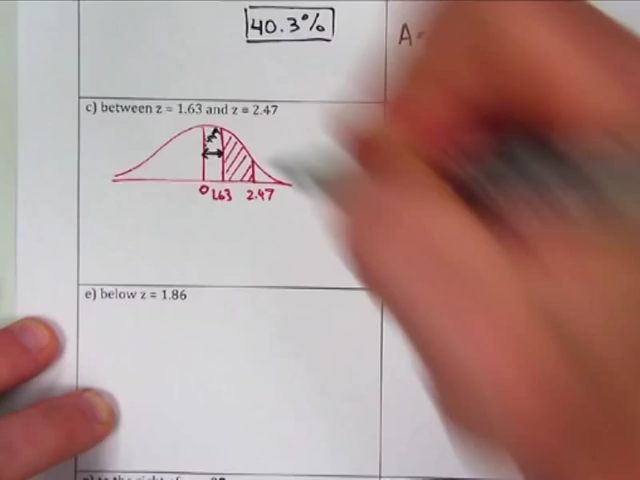 40.3%
A
c) between z = 1.63 and z = 2.47
0 1.63 2.47
e) below z = 1.86